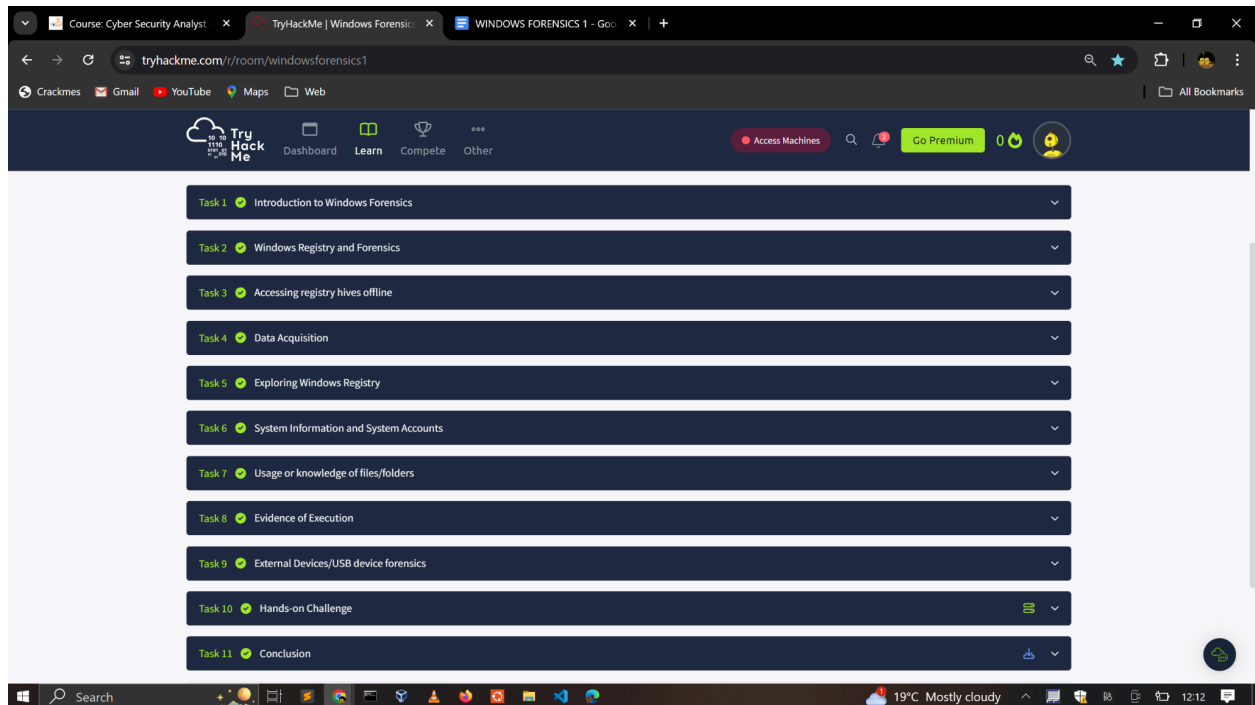 Course: Cyber Security Analyst
TryHackMe | Windows Forensics
WINDOWS FORENSICS 1 - Goo
tryhackme.com/r/room/windowsforensics1
Crackmes
Gmail
YouTube
Maps
Web
All Bookmarks
Try
Hack
Me
Dashboard
Learn
Compete
Other
Access Machines
2
Go Premium
0
Task 1 Introduction to Windows Forensics
Task 2 Windows Registry and Forensics
Task 3 Accessing registry hives offline
Task 4 Data Acquisition
Task 5 Exploring Windows Registry
Task 6 System Information and System Accounts
Task 7 Usage or knowledge of files/folders
Task 8 Evidence of Execution
Task 9 External Devices/USB device forensics
Task 10 Hands-on Challenge
Task 11 Conclusion
Search
19°C Mostly cloudy
12:12